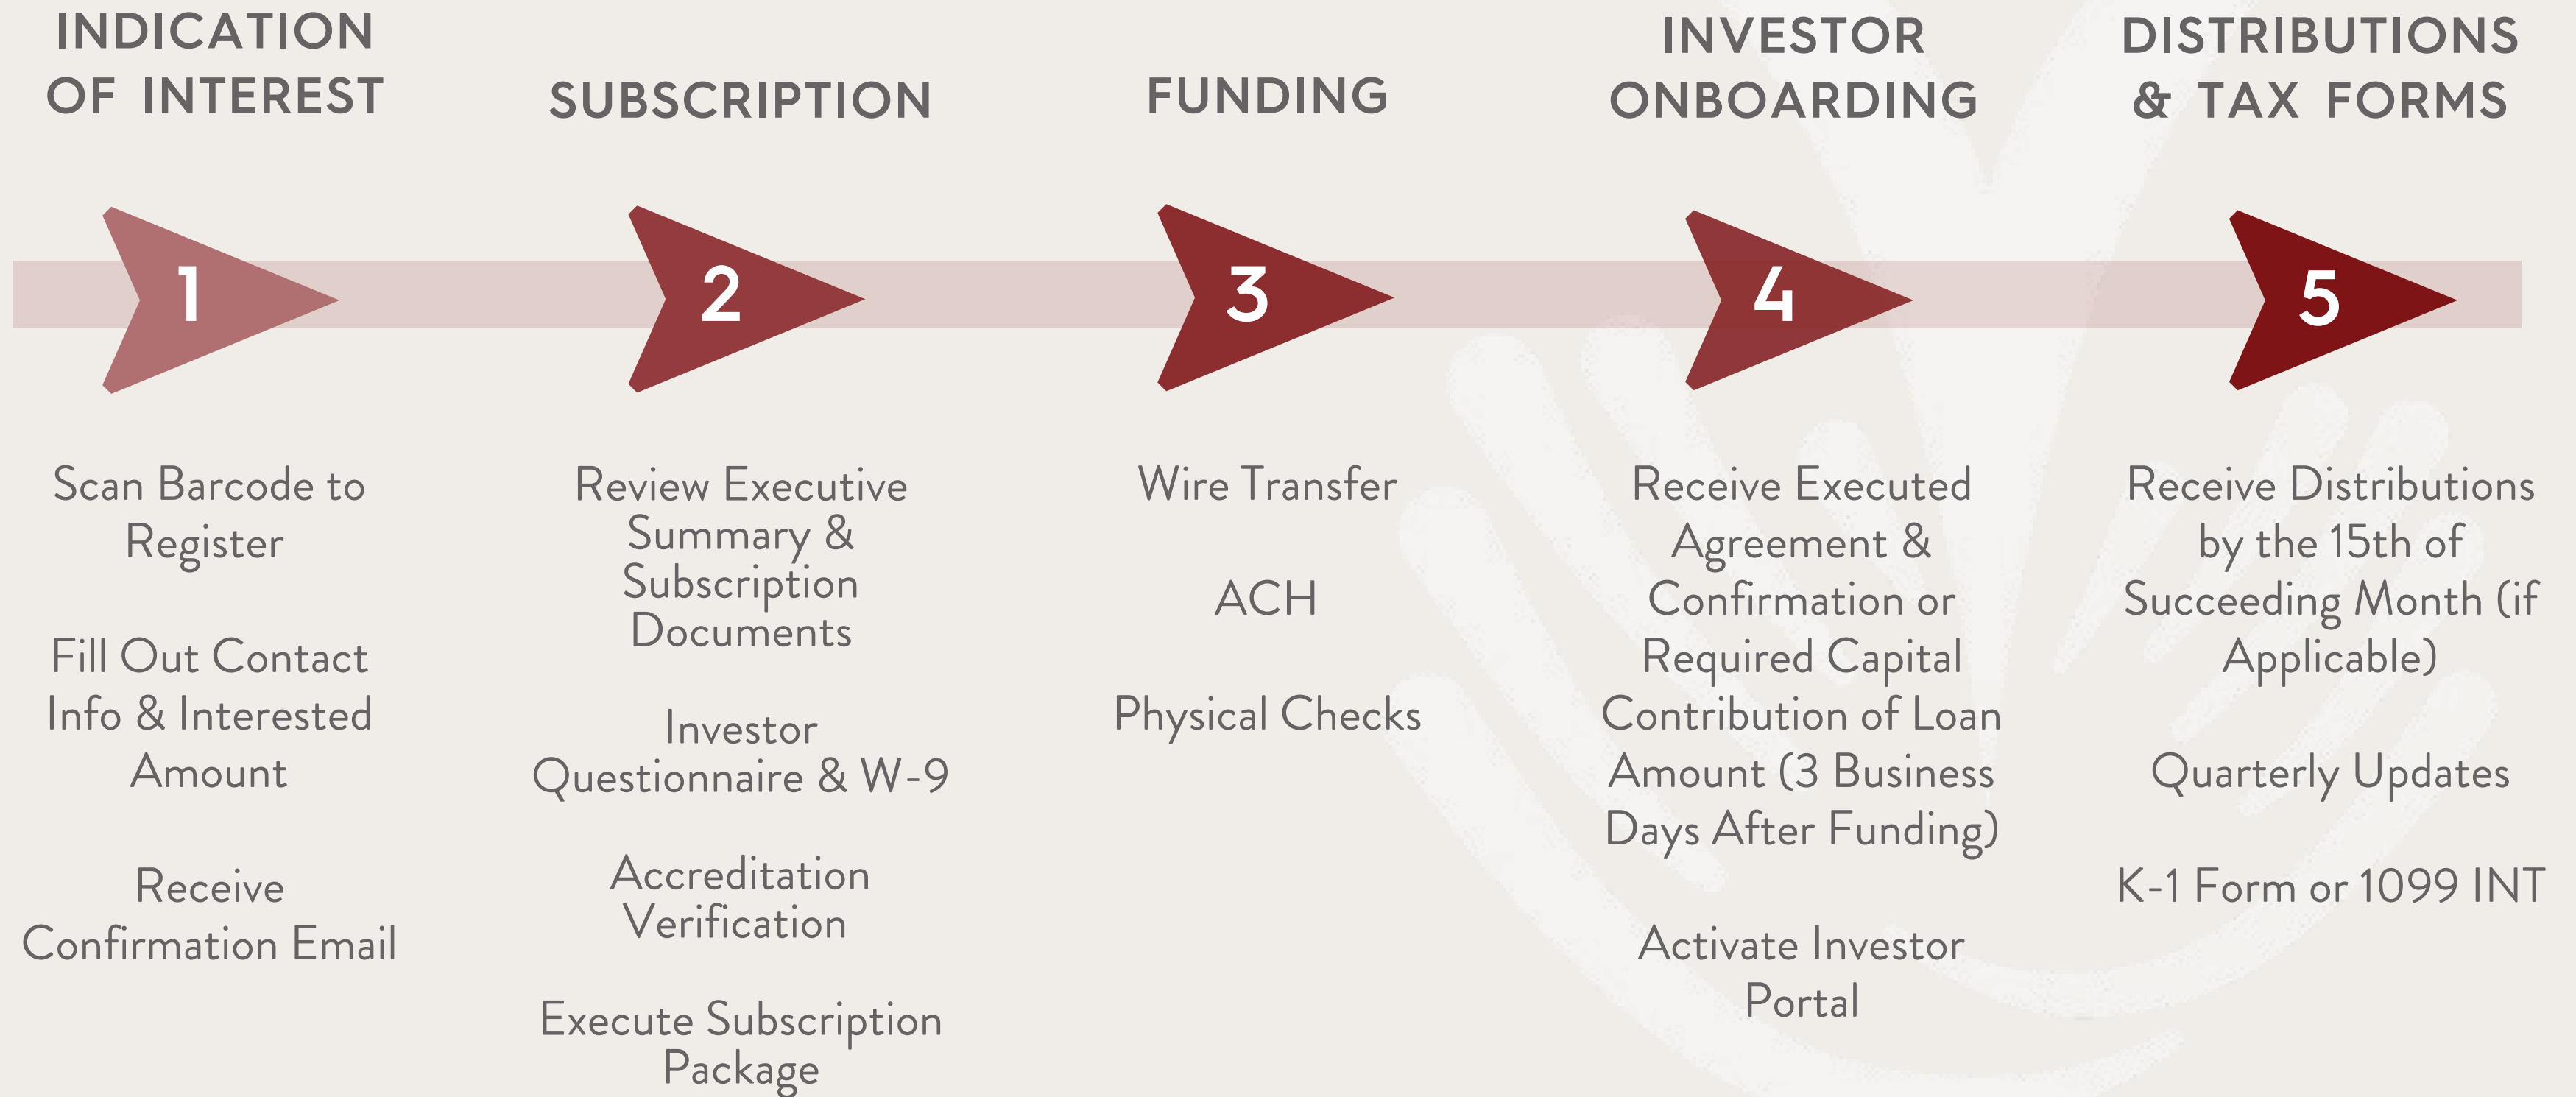 INDICATION
OF INTEREST
SUBSCRIPTION
FUNDING
INVESTOR
ONBOARDING
DISTRIBUTIONS
& TAX FORMS
1
2
3
4
5
Scan Barcode to
Register
Fill Out Contact
Info & Interested
Amount
Receive
Confirmation Email
Review Executive
Summary &
Subscription
Documents
Investor
Questionnaire & W-9
Accreditation
Verification
Execute Subscription
Package
Wire Transfer
ACH
Physical Checks
Receive Executed
Agreement &
Confirmation or
Required Capital
Contribution of Loan
Amount (3 Business
Days After Funding)
Activate Investor
Portal
Receive Distributions
by the 15th of
Succeeding Month (if
Applicable)
Quarterly Updates
K-1 Form or 1099 INT